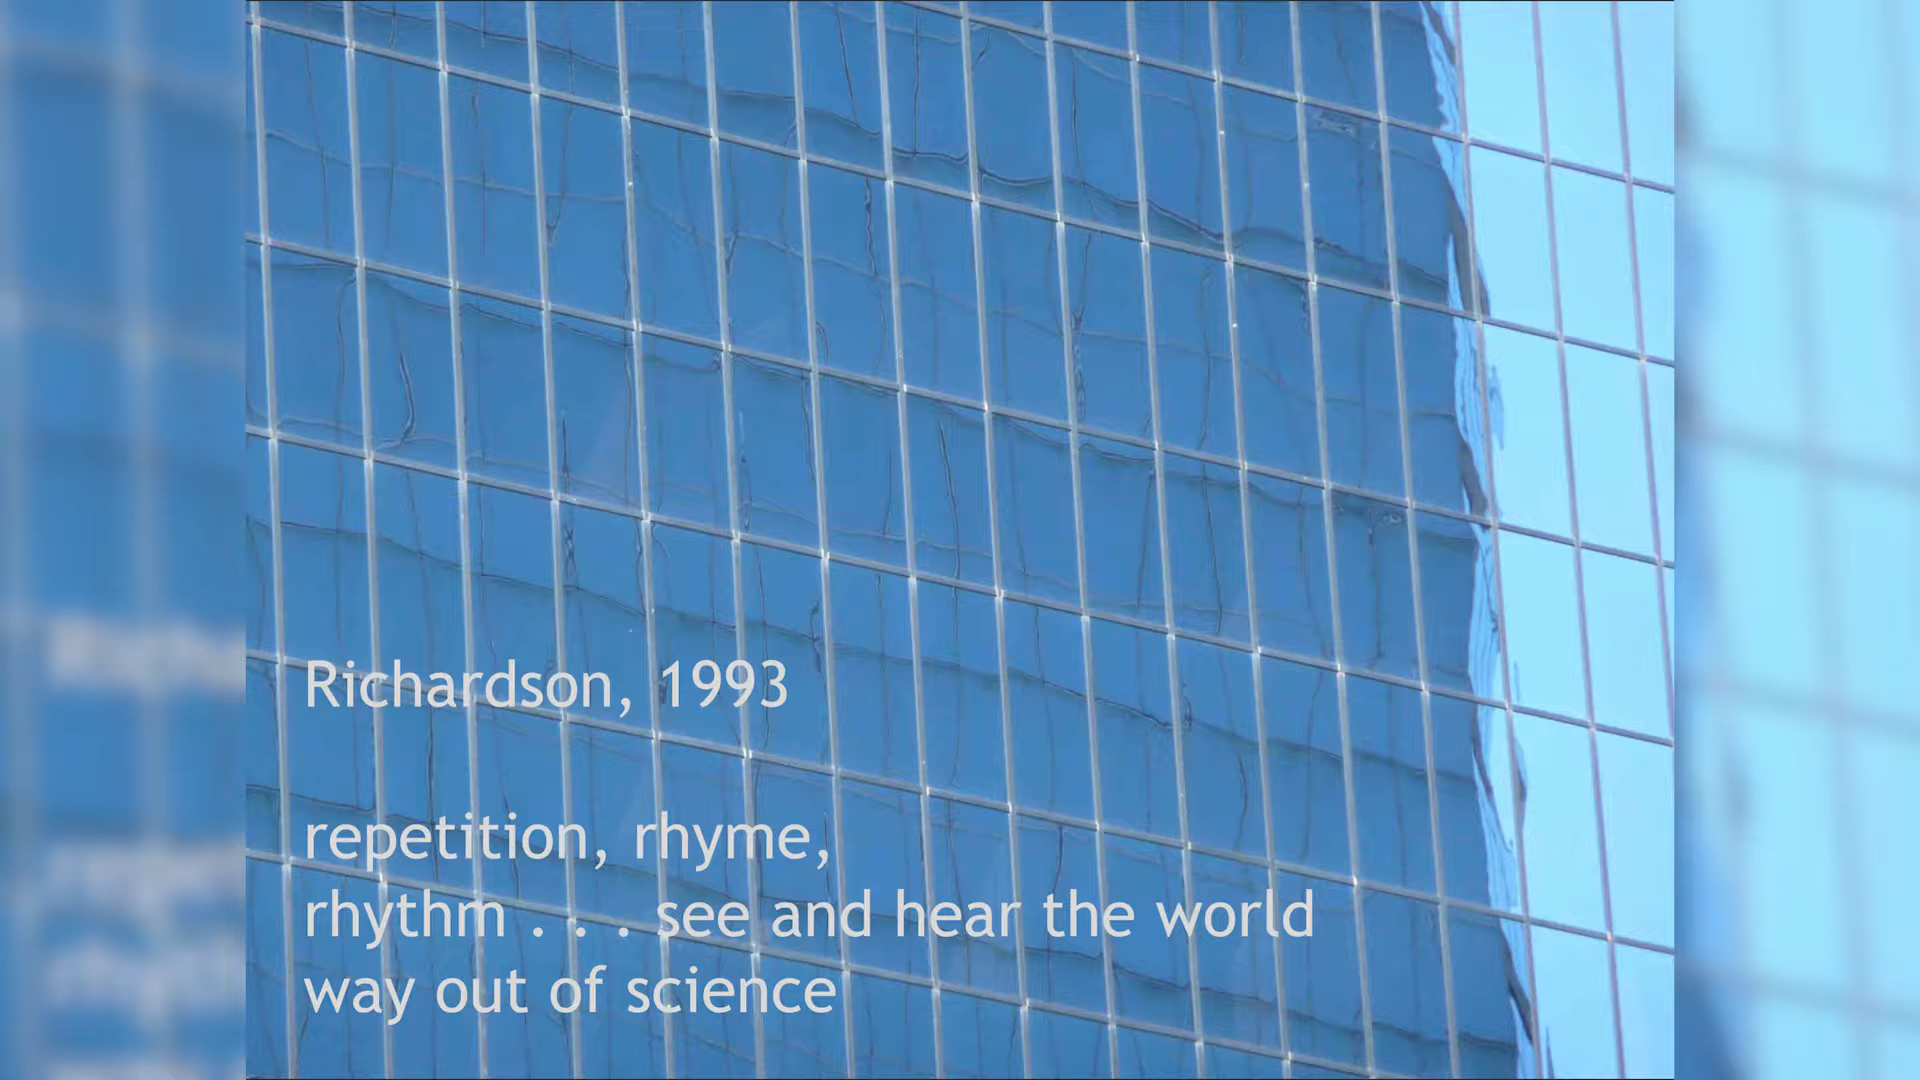 Richardson, 1993
repetition, rhyme,
rhythm . . . see and hear the world
way out of science